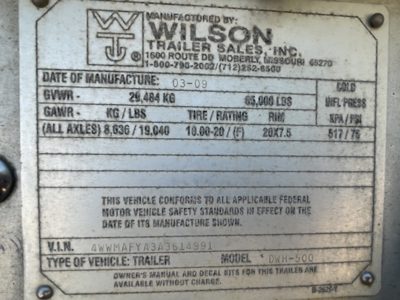 MANUFACTURED BY:
WILSON
TRAILER SALES, INC.
1500 ROUTE DD MOBERLY, MISSOURI 65270
1-800-798-2002/(712)252-6500
DATE OF MANUFACTURE: 03-09 COLD
GVWR - 29,484 KG 65,000 LBS INFL PRESS
GAWR - KG / LBS TIRE / RATING RIM KPA / PSI
(ALL AXLES) 8,636 / 19,040 10.00-20 / (F) 20X7.5 517 / 75
THIS VEHICLE CONFORMS TO ALL APPLICABLE FEDERAL
MOTOR VEHICLE SAFETY STANDARDS IN EFFECT ON THE
DATE OF ITS MANUFACTURE SHOWN.
V.I.N. 4WWMAFYA3A3614991
TYPE OF VEHICLE: TRAILER MODEL DWH-500
OWNER'S MANUAL AND DECAL KITS FOR THIS TRAILER ARE
AVAILABLE ON REQUEST.